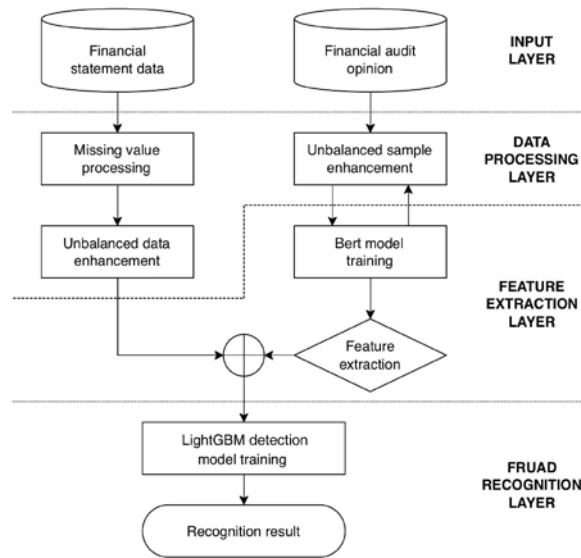 Financial
statement data
Financial audit
opinion
INPUT
LAYER
Missing value
processing
Unbalanced sample
enhancement
DATA
PROCESSING
LAYER
Unbalanced data
enhancement
Bert model
training
FEATURE
EXTRACTION
LAYER
Feature
extraction
LightGBM detection
model training
FRUAD
RECOGNITION
LAYER
Recognition result